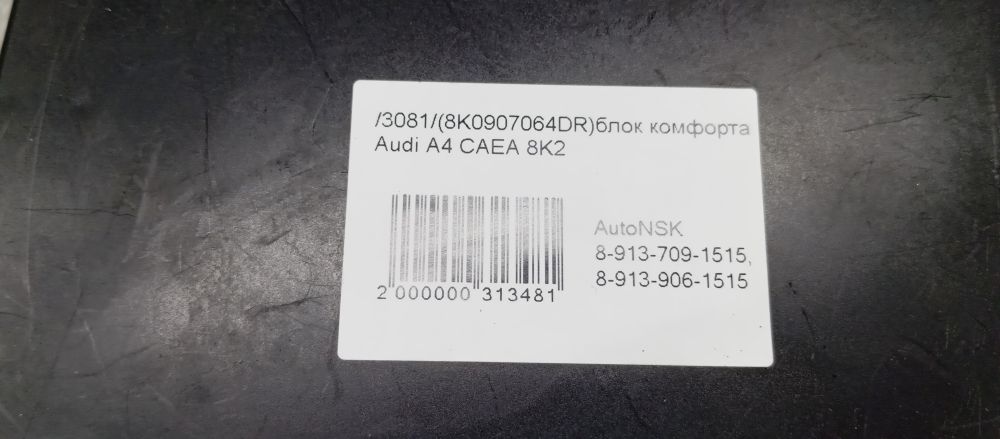 /3081/(8K0907064DR)блок комфорта
Audi A4 CAEA 8K2
AutoNSK
8-913-709-1515,
8-913-906-1515
2 000000 313481